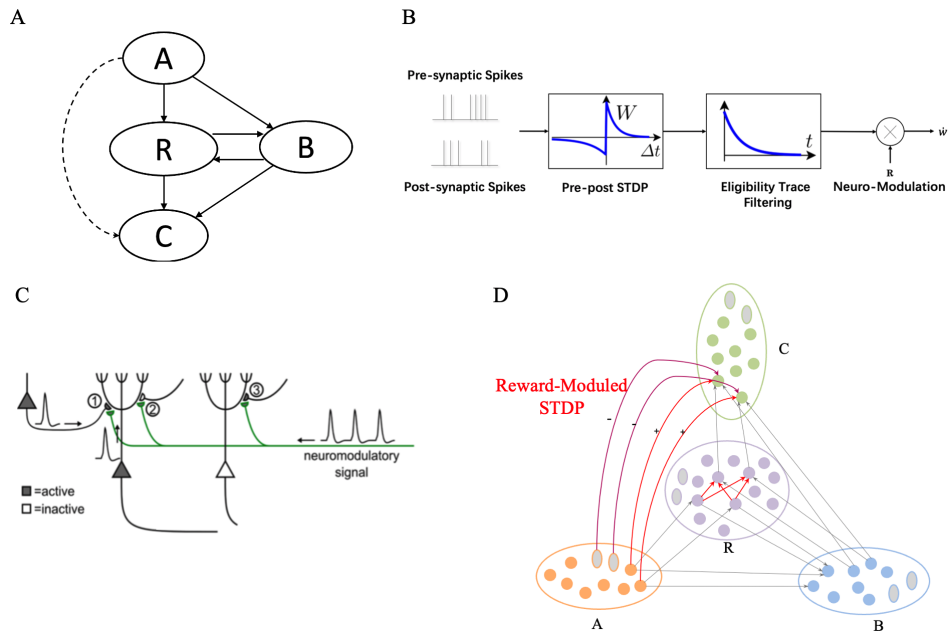 A
A
R
B
C
B
Pre-synaptic Spikes
Post-synaptic Spikes
W
Δt
Pre-post STDP
t
Eligibility Trace
Filtering
R
Neuro-Modulation
ẇ
C
①
②
③
neuromodulatory
signal
=active
=inactive
D
C
Reward-Moduled
STDP
-
-
+
+
R
A
B